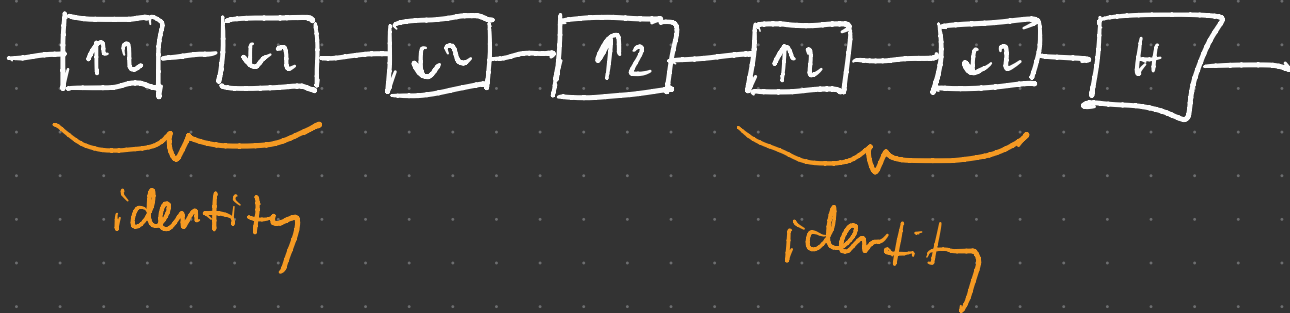 ↑2 ↓2 ↓2 ↑2 ↑2 ↓2 H
identity identity